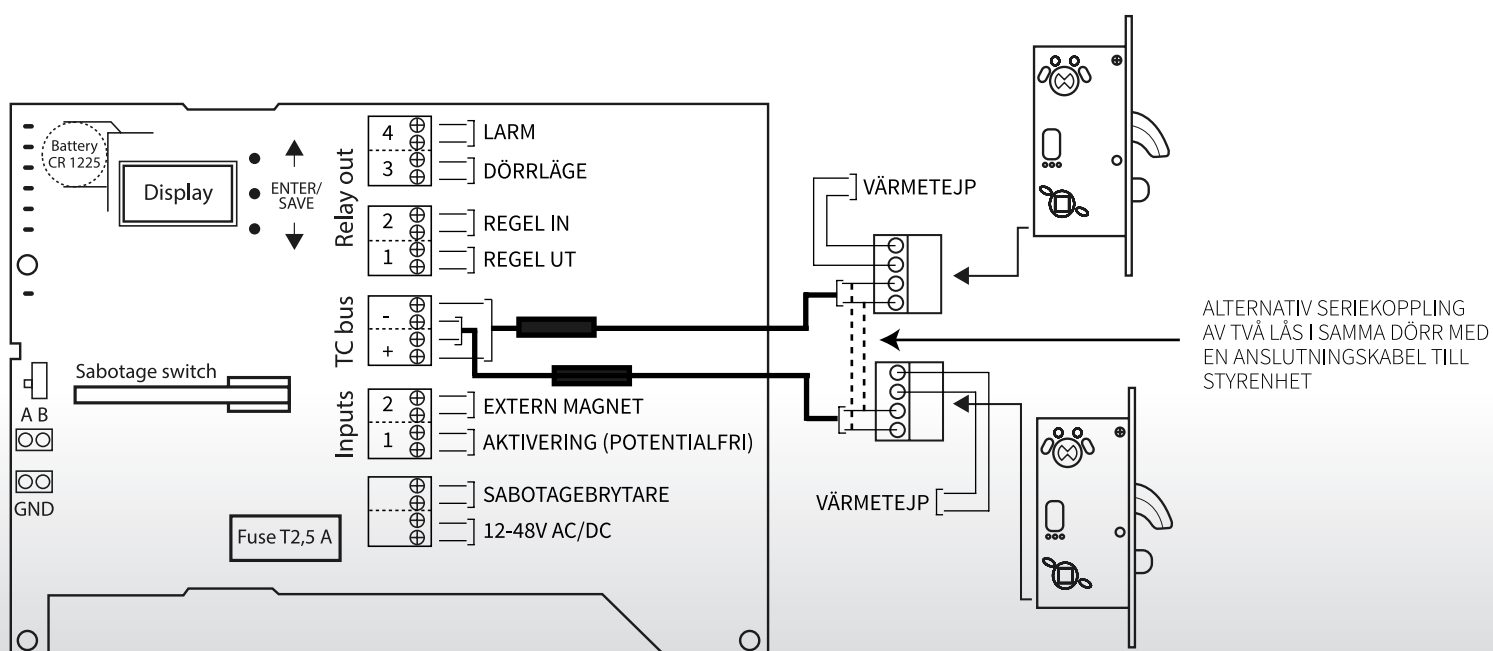 Battery
CR 1225
Display
ENTER/
SAVE
Relay out
4
LARM
3
DÖRRLÄGE
2
REGEL IN
1
REGEL UT
TC bus
-
+
Sabotage switch
A B
GND
Inputs
2
EXTERN MAGNET
1
AKTIVERING (POTENTIALFRI)
SABOTAGEBRYTARE
12-48V AC/DC
Fuse T2,5 A
VÄRMETEJP
VÄRMETEJP
ALTERNATIV SERIEKOPPLING
AV TVÅ LÅS I SAMMA DÖRR MED
EN ANSLUTNINGSKABEL TILL
STYRENHET